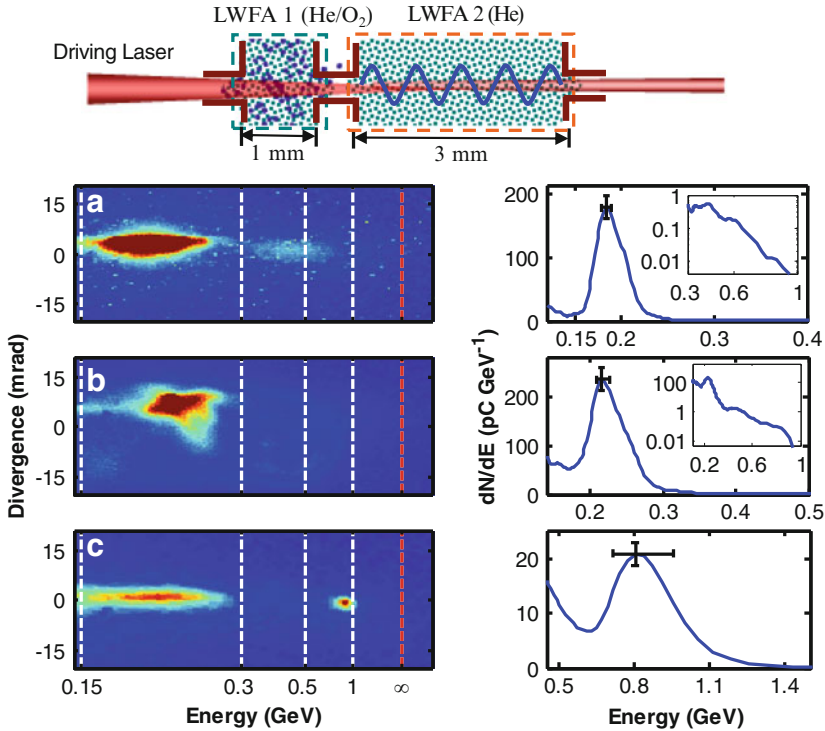 LWFA 1 (He/O₂) LWFA 2 (He)
Driving Laser
1 mm 3 mm
Divergence (mrad)
a
15
0
-15
b
15
0
-15
c
15
0
-15
0.15 0.3 0.5 1 ∞
Energy (GeV)
dN/dE (pC GeV⁻¹)
200
100
0
0.15 0.2 0.3 0.4
1
0.1
0.01
0.3 0.6 1
200
100
0
0.2 0.3 0.4 0.5
100
1
0.01
0.2 0.6 1
20
10
0
0.5 0.8 1.1 1.4
Energy (GeV)